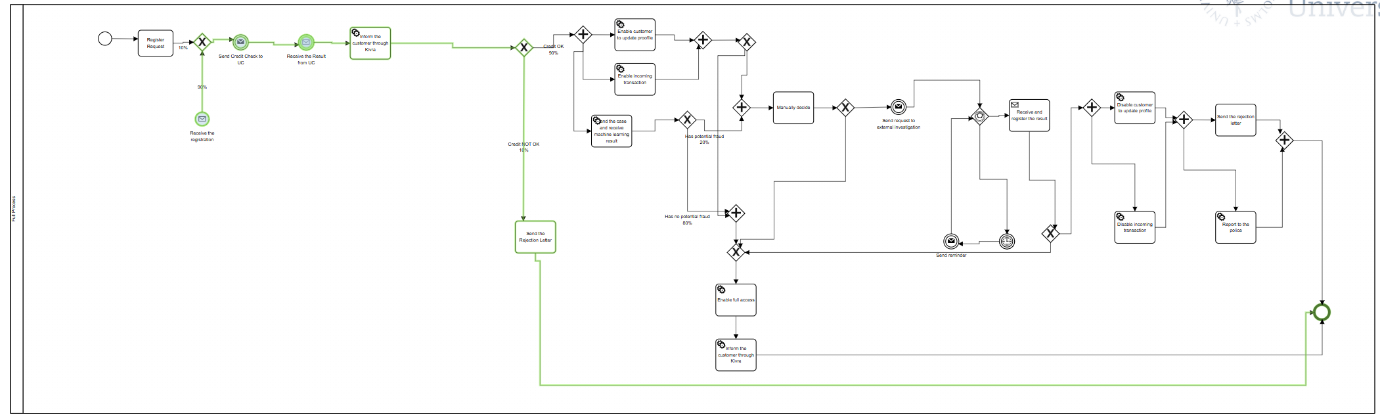 Univers
UNIV
OLMS
Register
Request
10%
Send Credit Check to
UC
Receive the Result
from UC
Inform the
customer through
Kivra
90%
Receive the
registration
Credit OK
90%
Credit NOT OK
10%
Send the
Rejection Letter
Enable customer
to update profile
Enable incoming
transaction
Send the case
and receive
machine learning
result
Has potential fraud
20%
Has no potential fraud
80%
Manually decide
Send request to
external investigation
Receive and
register the result
Send reminder
Disable customer
to update profile
Disable incoming
transaction
Send the rejection
letter
Report to the
police
Enable full access
Inform the
customer through
Kivra